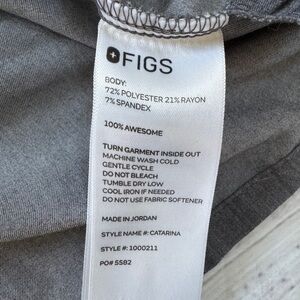 FIGS
BODY:
72% POLYESTER 21% RAYON
7% SPANDEX
100% AWESOME
TURN GARMENT INSIDE OUT
MACHINE WASH COLD
GENTLE CYCLE
DO NOT BLEACH
TUMBLE DRY LOW
COOL IRON IF NEEDED
DO NOT USE FABRIC SOFTENER
MADE IN JORDAN
STYLE NAME #: CATARINA
STYLE #: 1000211
PO# 5582